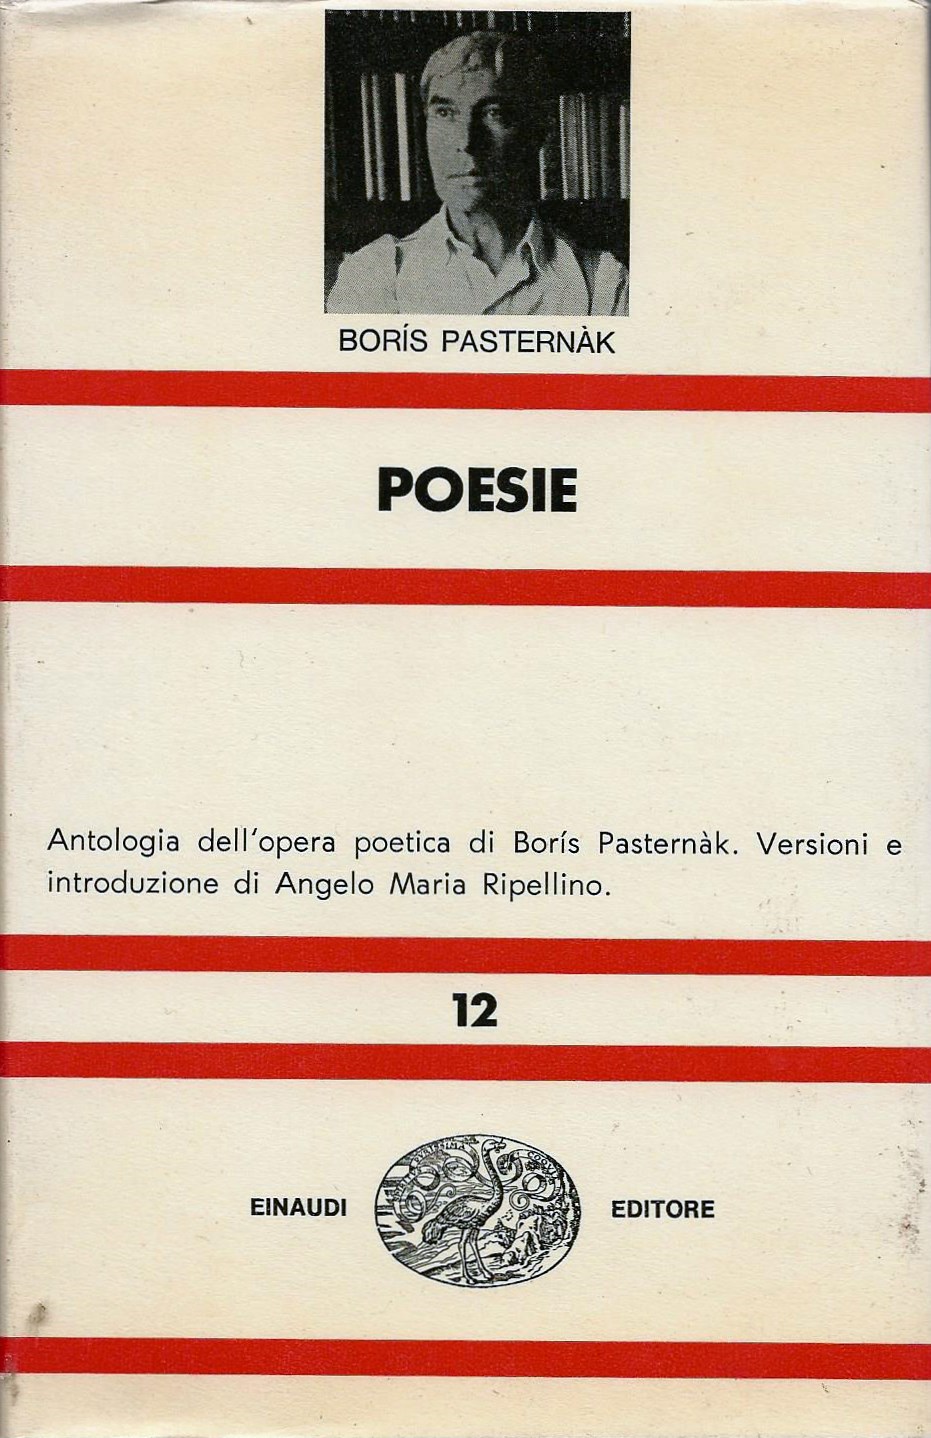 BORÍS PASTERNÀK
POESIE
Antologia dell'opera poetica di Borís Pasternàk. Versioni e
introduzione di Angelo Maria Ripellino.
12
EINAUDI EDITORE